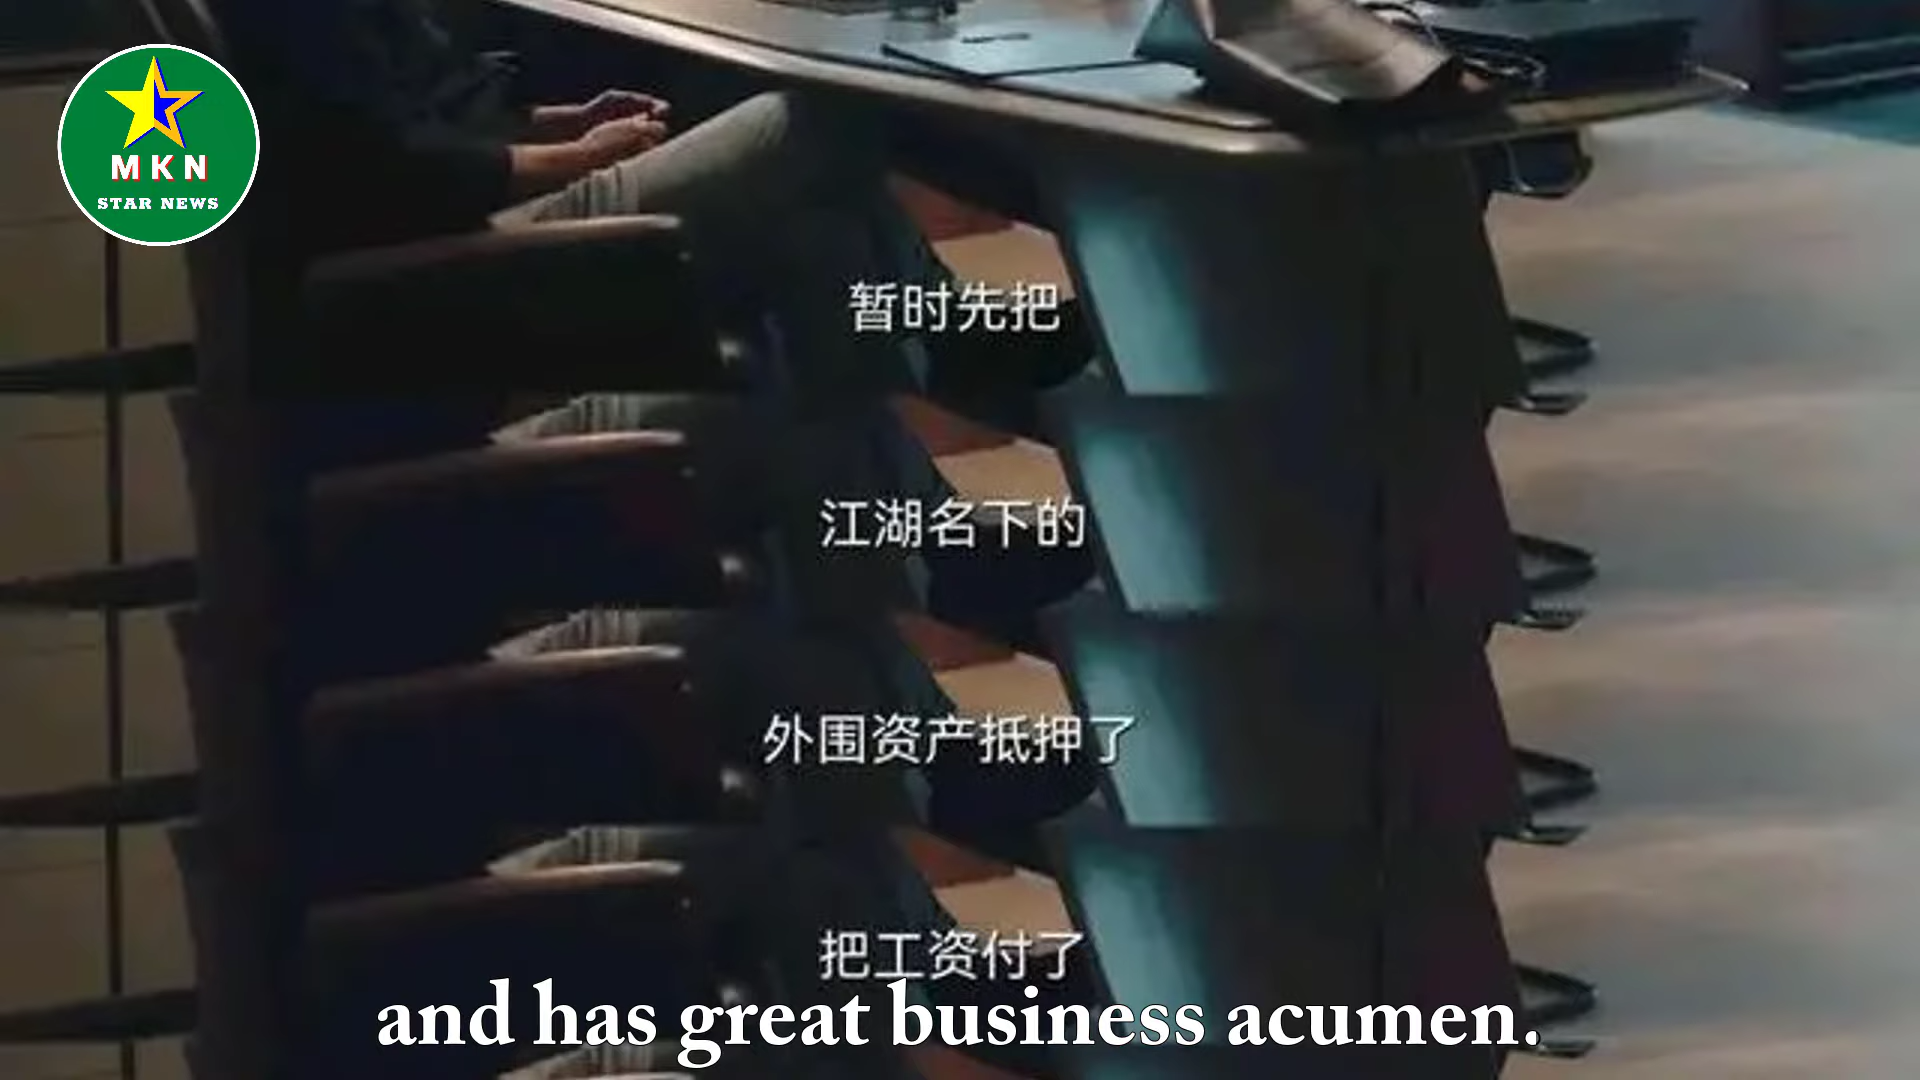 MKN
STAR NEWS
暂时先把
江湖名下的
外围资产抵押了
把工资付了
and has great business acumen.